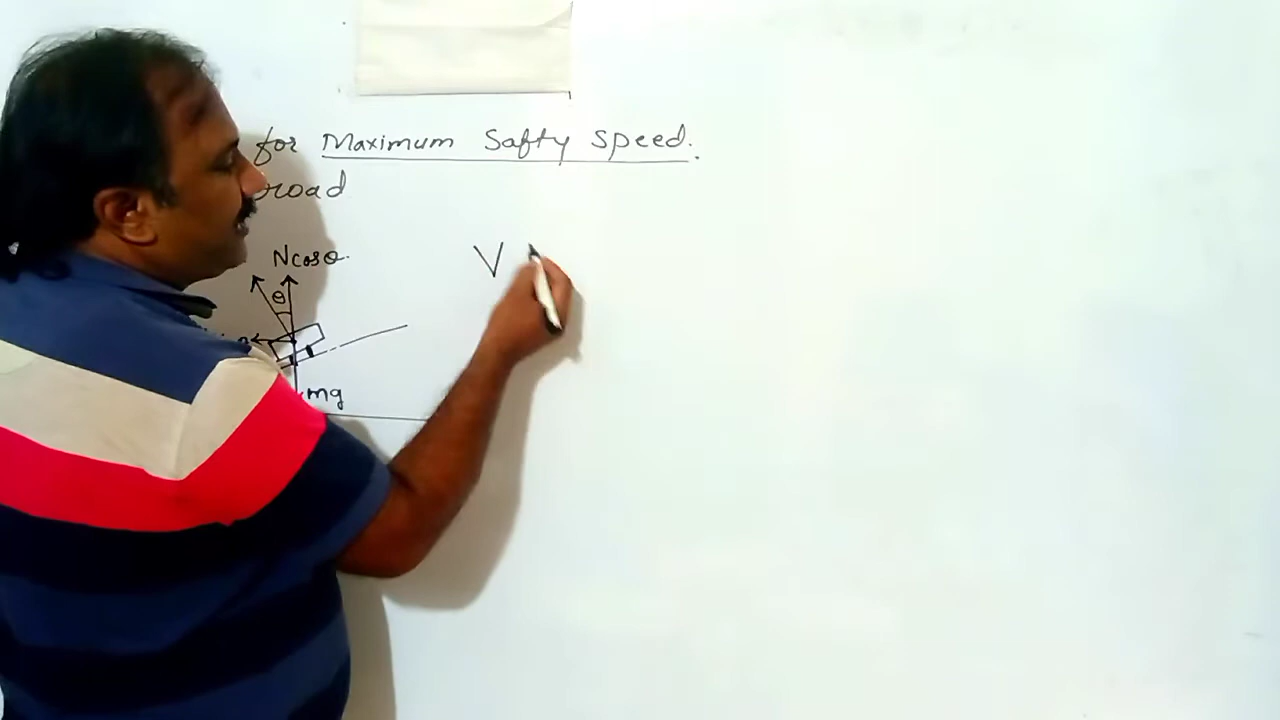 for Maximum Safty Speed.
road
Ncosθ
θ
V
mg